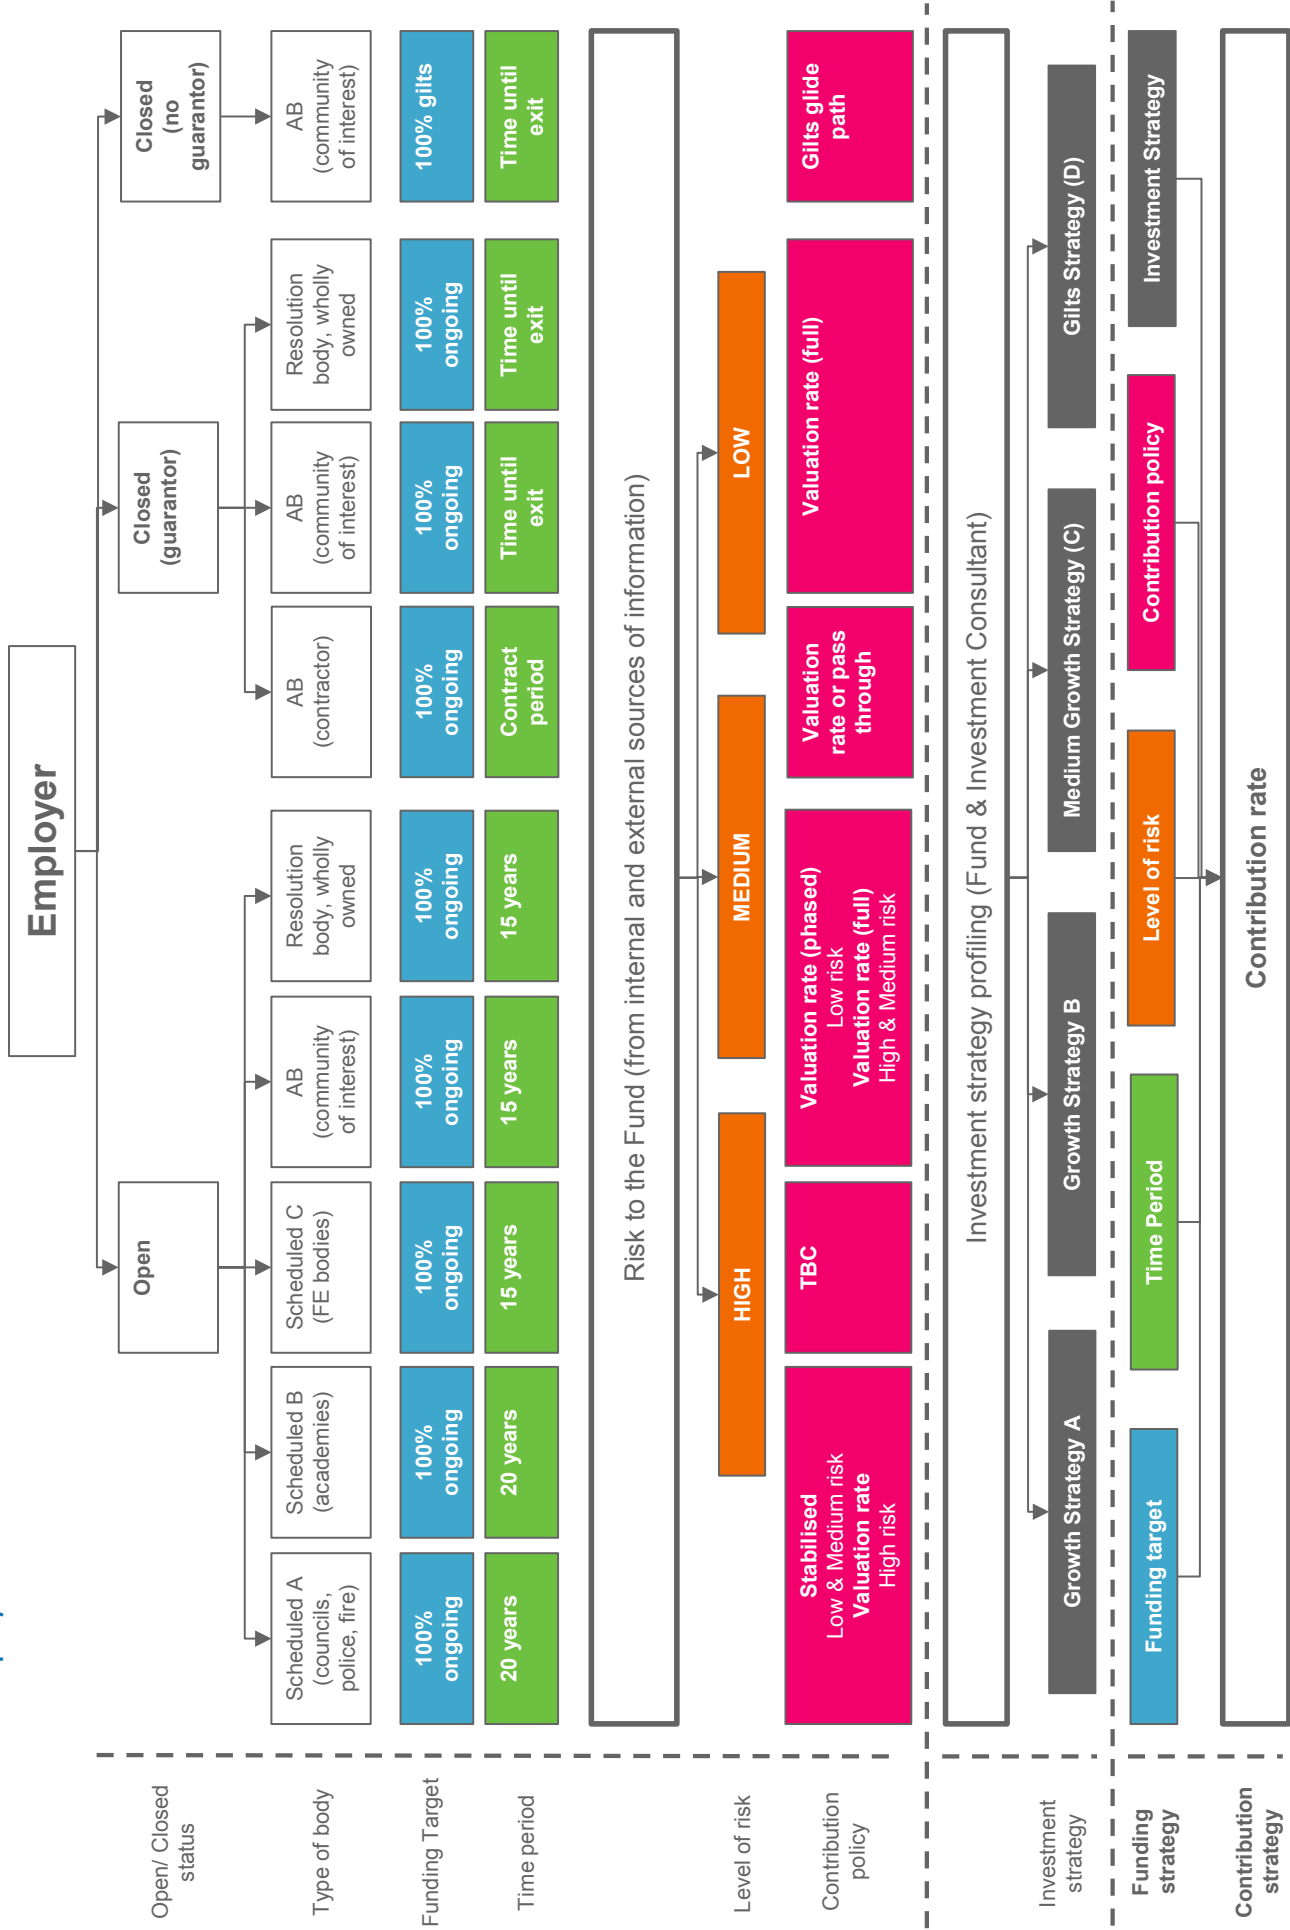 Employer
Open/ Closed
status
Open
Closed
(guarantor)
Closed
(no
guarantor)
Type of body
Scheduled A
(councils,
police, fire)
Scheduled B
(academies)
Scheduled C
(FE bodies)
AB
(community
of interest)
Resolution
body, wholly
owned
AB
(contractor)
AB
(community
of interest)
Resolution
body, wholly
owned
AB
(community
of interest)
Funding Target
100%
ongoing
100%
ongoing
100%
ongoing
100%
ongoing
100%
ongoing
100%
ongoing
100%
ongoing
100%
ongoing
100% gilts
Time period
20 years
20 years
15 years
15 years
15 years
Contract
period
Time until
exit
Time until
exit
Time until
exit
Risk to the Fund (from internal and external sources of information)
Level of risk
HIGH
MEDIUM
LOW
Contribution
policy
Stabilised
Low & Medium risk
Valuation rate
High risk
TBC
Valuation rate (phased)
Low risk
Valuation rate (full)
High & Medium risk
Valuation
rate or pass
through
Valuation rate (full)
Gilts glide
path
Investment strategy profiling (Fund & Investment Consultant)
Investment
strategy
Growth Strategy A
Growth Strategy B
Medium Growth Strategy (C)
Gilts Strategy (D)
Funding
strategy
Funding target
Time Period
Level of risk
Contribution policy
Investment Strategy
Contribution
strategy
Contribution rate